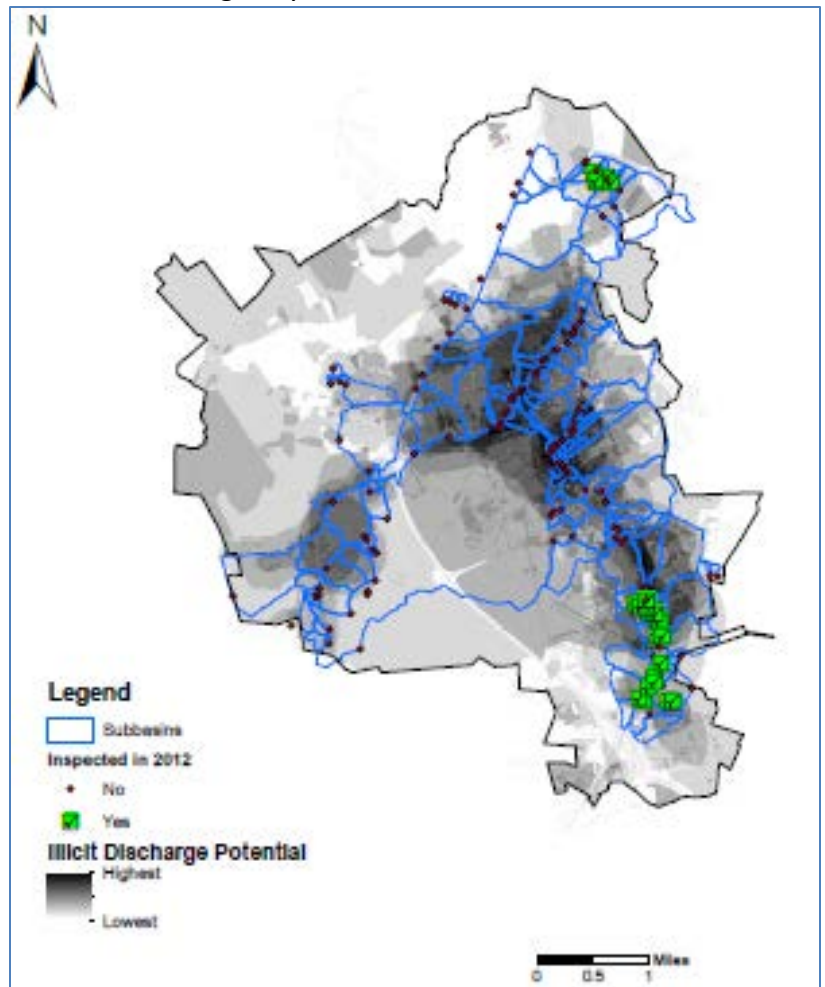 N
Legend
Subbasins
Inspected in 2012
No
Yes
Illicit Discharge Potential
Highest
Lowest
Miles
0 0.5 1